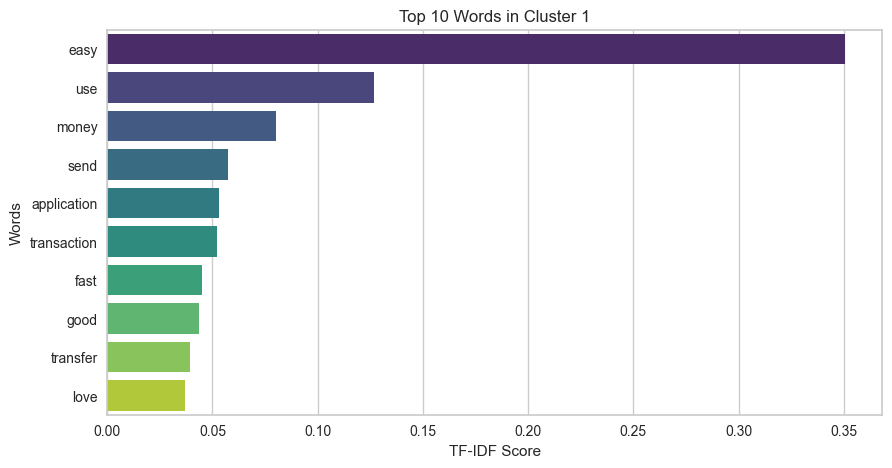 Top 10 Words in Cluster 1
easy
use
money
send
application
transaction
fast
good
transfer
love
Words
0.00 0.05 0.10 0.15 0.20 0.25 0.30 0.35
TF-IDF Score